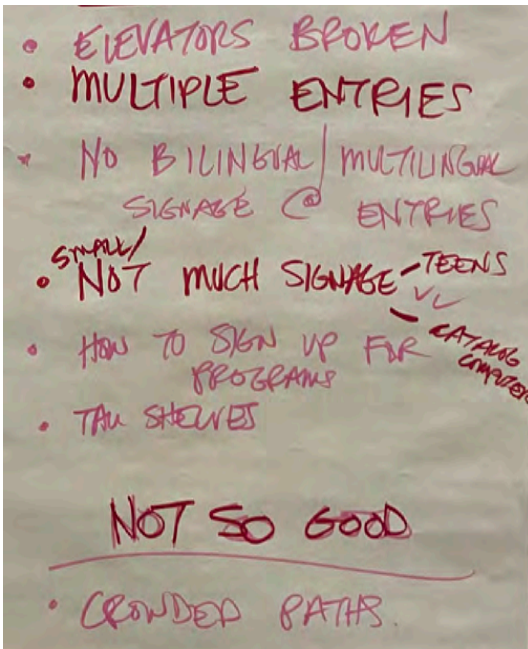 • ELEVATORS BROKEN
• MULTIPLE ENTRIES
• NO BILINGUAL/MULTILINGUAL
SIGNAGE @ ENTRIES
SMALL/
• NOT MUCH SIGNAGE – TEENS
– CATALOG
COMPUTERS
• HOW TO SIGN UP FOR
PROGRAMS
• TALL SHELVES
NOT SO GOOD
• CROWDED PATHS.